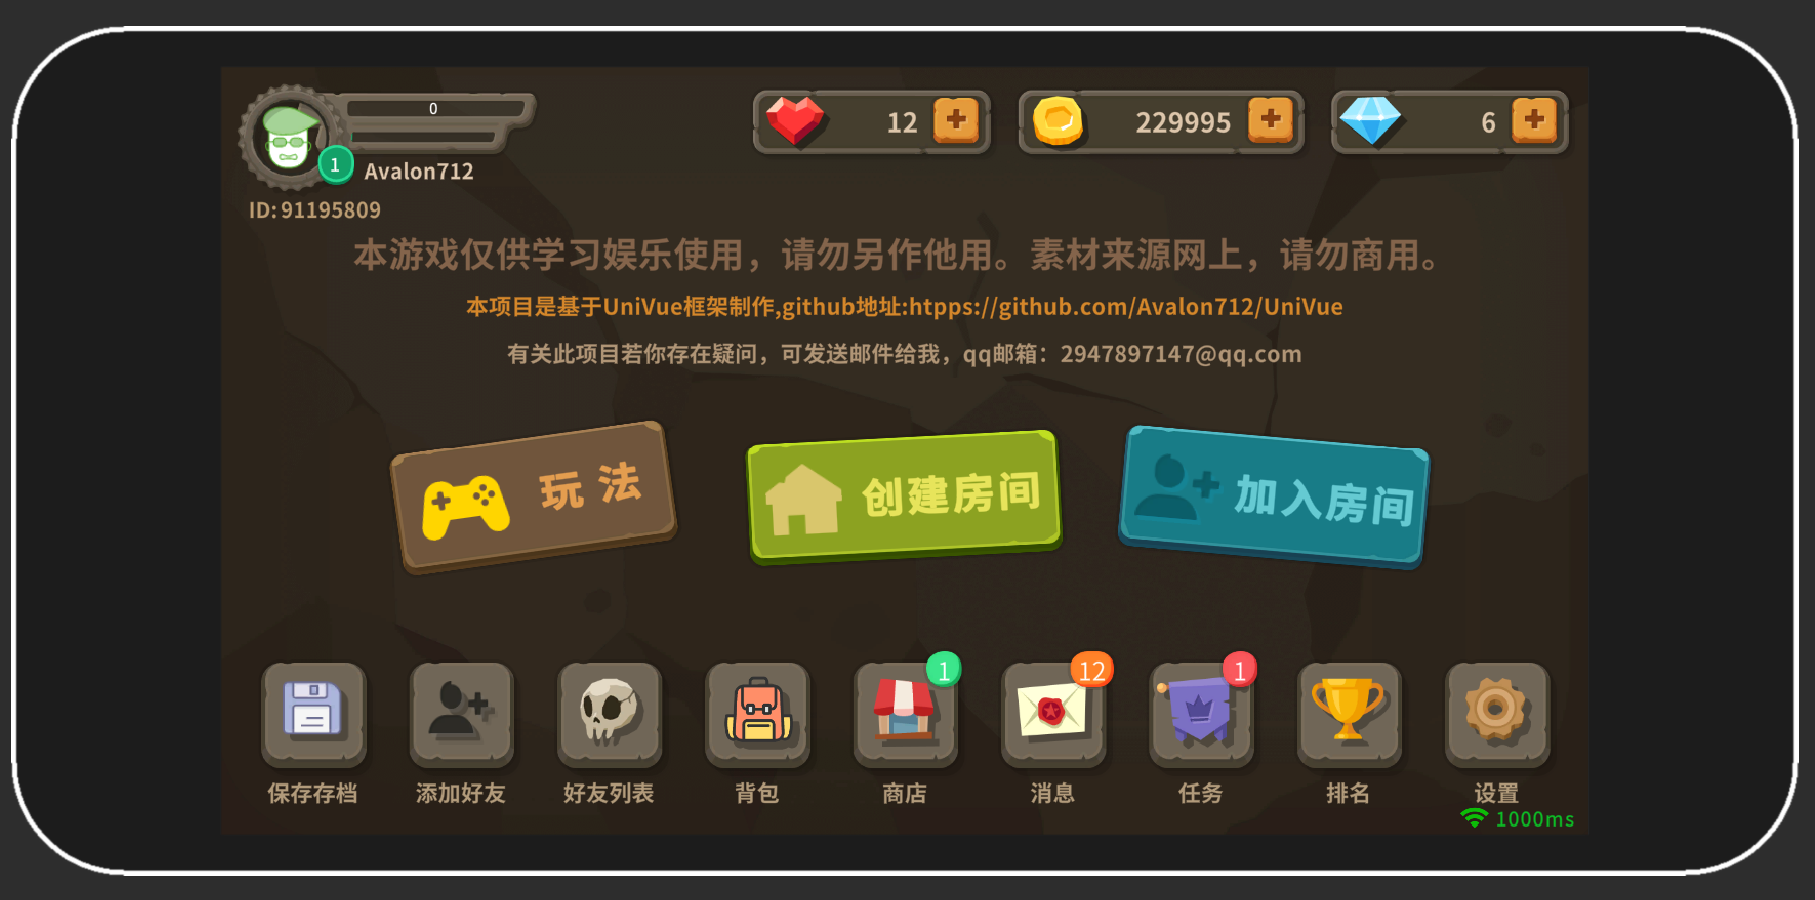 0
12
229995
6
1
Avalon712
ID:91195809
本游戏仅供学习娱乐使用，请勿另作他用。素材来源网上，请勿商用。
本项目是基于UniVue框架制作,github地址:htpps://github.com/Avalon712/UniVue
有关此项目若你存在疑问，可发送邮件给我，qq邮箱：2947897147@qq.com
玩 法
创建房间
加入房间
1
12
1
保存存档
添加好友
好友列表
背包
商店
消息
任务
排名
设置
1000ms